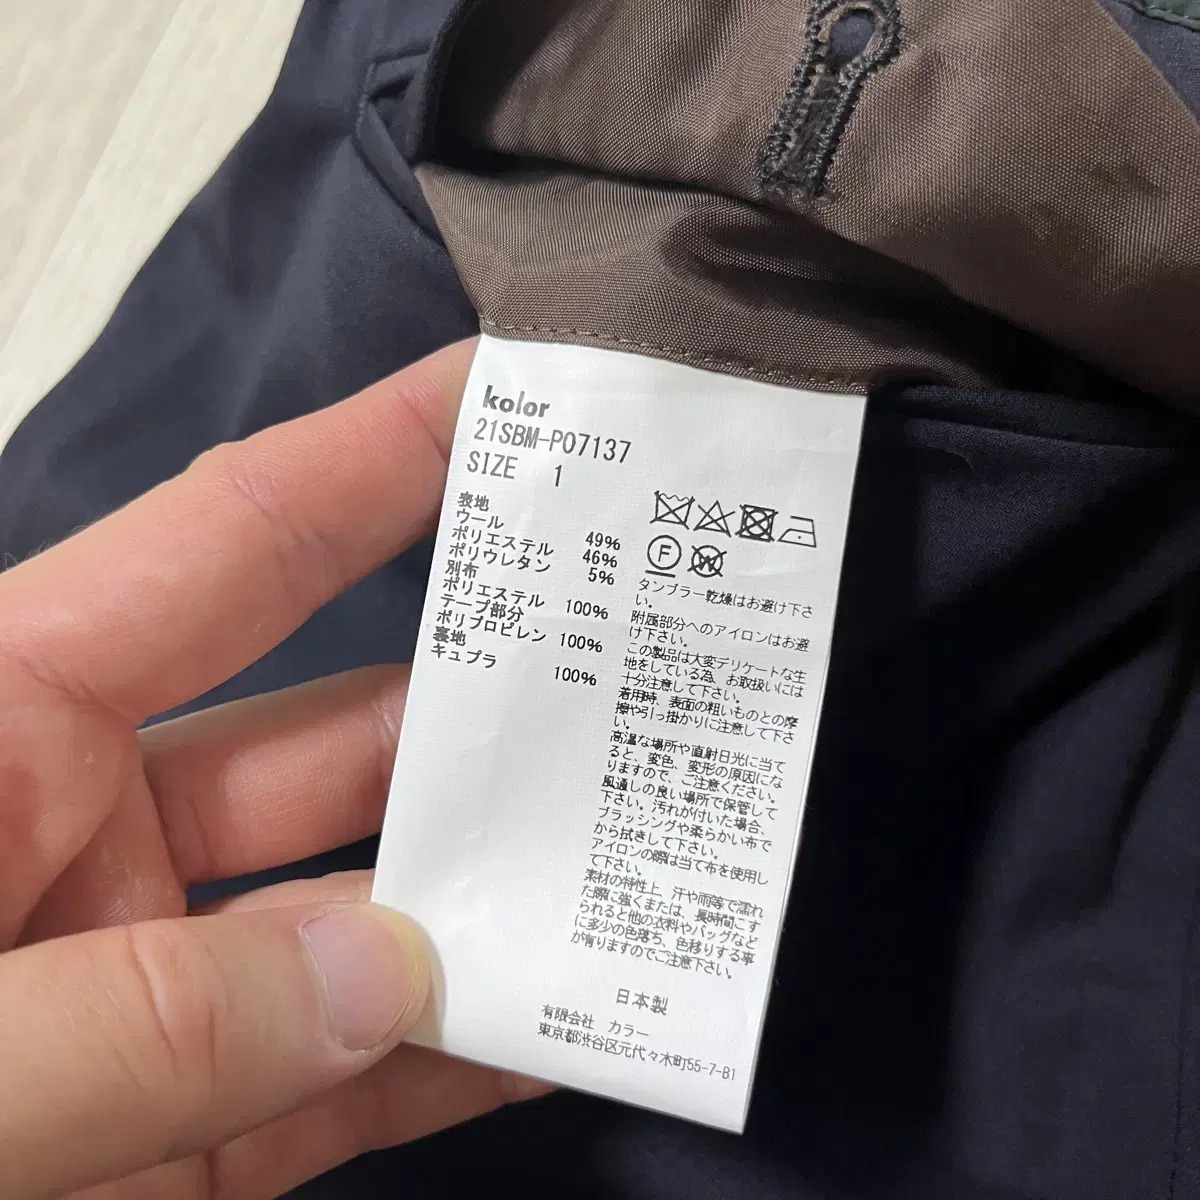 kolor
21SBM-P07137
SIZE 1
表地
ウール 49%
ポリエステル 46%
ポリウレタン 5%
別布
ポリエステル 100%
テープ部分
ポリプロピレン 100%
裏地
キュプラ 100%
F
W
タンブラー乾燥はお避け下さ
い。
附属部分へのアイロンはお避
け下さい。
この製品は大変デリケートな生
地をしている為、お取扱いには
十分注意して下さい。
着用時、表面の粗いものとの摩
擦や引っ掛かりに注意して下さ
い。
高温な場所や直射日光に当て
ると、変色、変形の原因にな
りますので、ご注意ください。
風通しの良い場所で保管して
下さい。汚れが付いた場合、
ブラッシングや柔らかい布で
から拭きして下さい。
アイロンの際は当て布を使用し
て下さい。
素材の特性上、汗や雨等で濡れ
た際に強くまたは、長時間こす
られると他の衣料やバッグなど
に多少の色落ち、色移りする事
が有りますのでご注意下さい。
日本製
有限会社 カラー
東京都渋谷区元代々木町55-7-B1